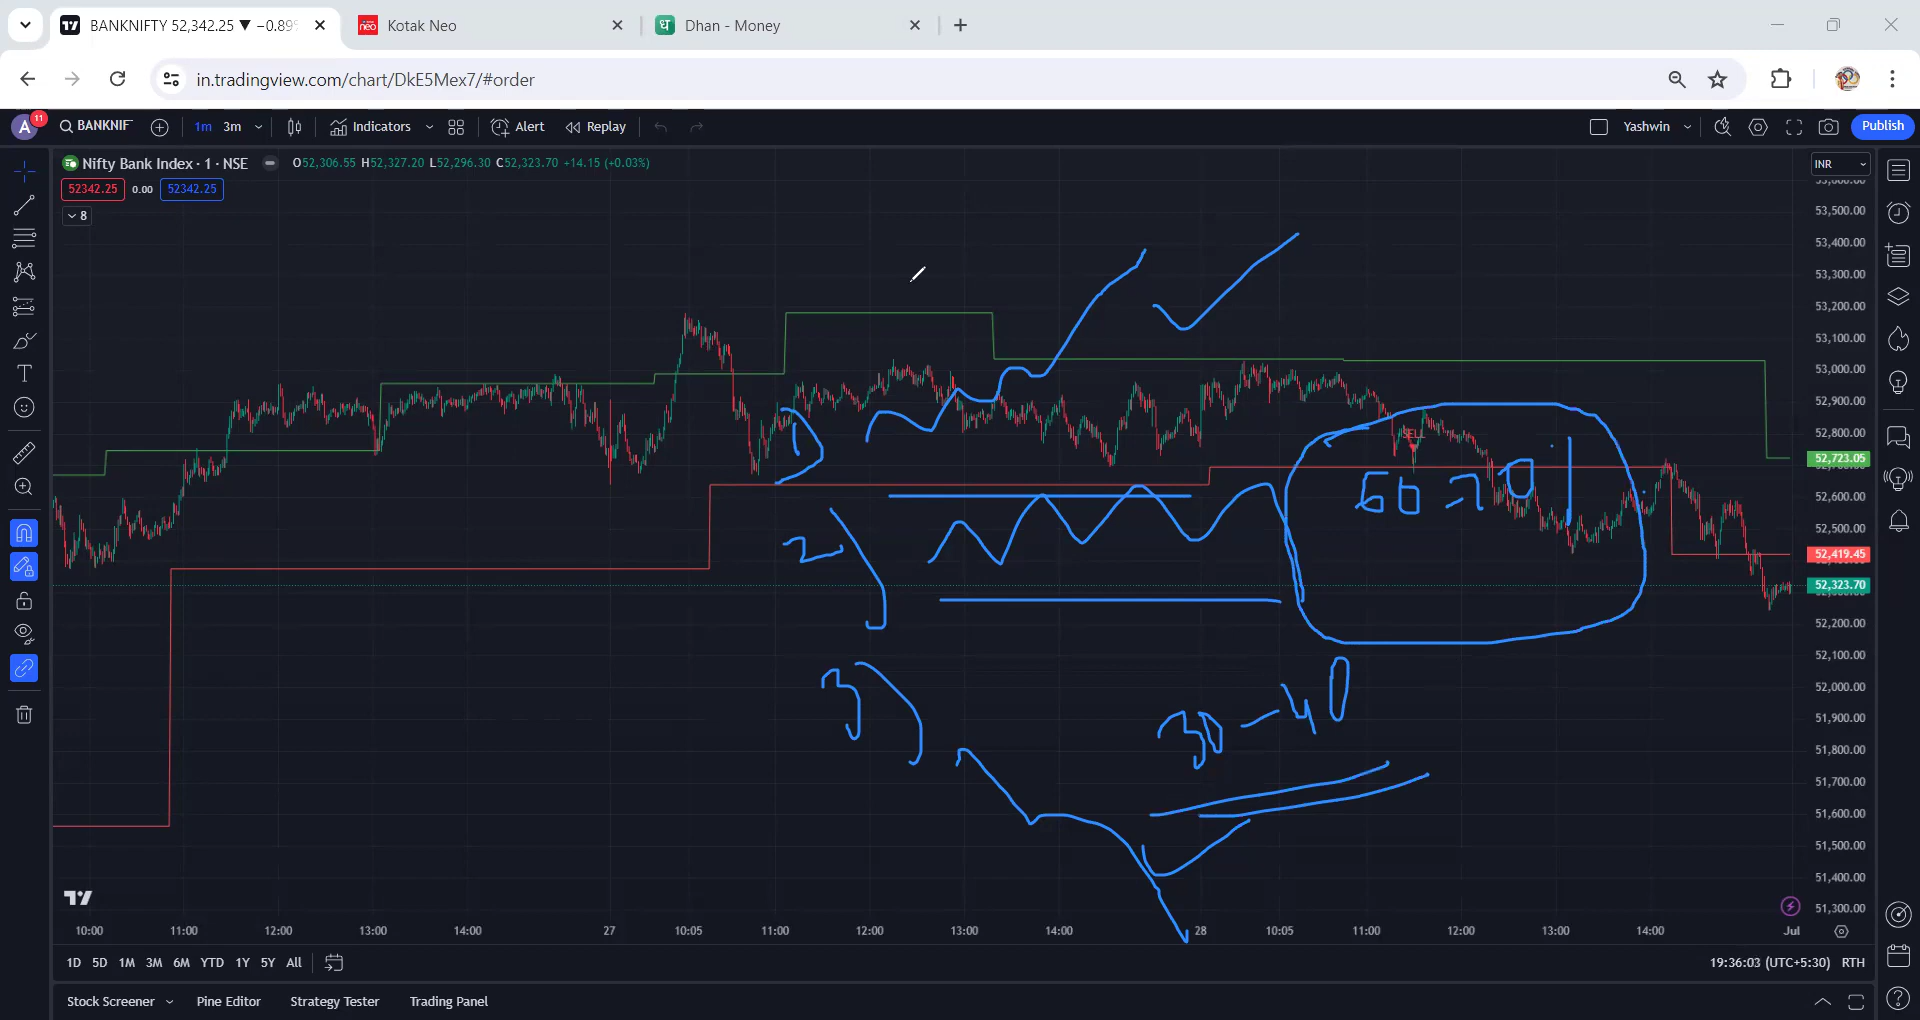 BANKNIFTY 52,342.25 ▼ −0.89%
Kotak Neo
Dhan - Money
in.tradingview.com/chart/DkE5Mex7/#order
A 11
BANKNIF
1m 3m
Indicators
Alert
Replay
Yashwin
Publish
Nifty Bank Index · 1 · NSE
O52,306.55 H52,327.20 L52,296.30 C52,323.70 +14.15 (+0.03%)
INR
52342.25 0.00 52342.25
8
53,500.00
53,400.00
53,300.00
53,200.00
53,100.00
53,000.00
52,900.00
52,800.00
52,723.05
52,600.00
52,500.00
52,419.45
52,323.70
52,200.00
52,100.00
52,000.00
51,900.00
51,800.00
51,700.00
51,600.00
51,500.00
51,400.00
51,300.00
SELL
1)
2)
3)
30-40
10:00 11:00 12:00 13:00 14:00 27 10:05 11:00 12:00 13:00 14:00 28 10:05 11:00 12:00 13:00 14:00 Jul
1D 5D 1M 3M 6M YTD 1Y 5Y All
19:36:03 (UTC+5:30) RTH
Stock Screener Pine Editor Strategy Tester Trading Panel